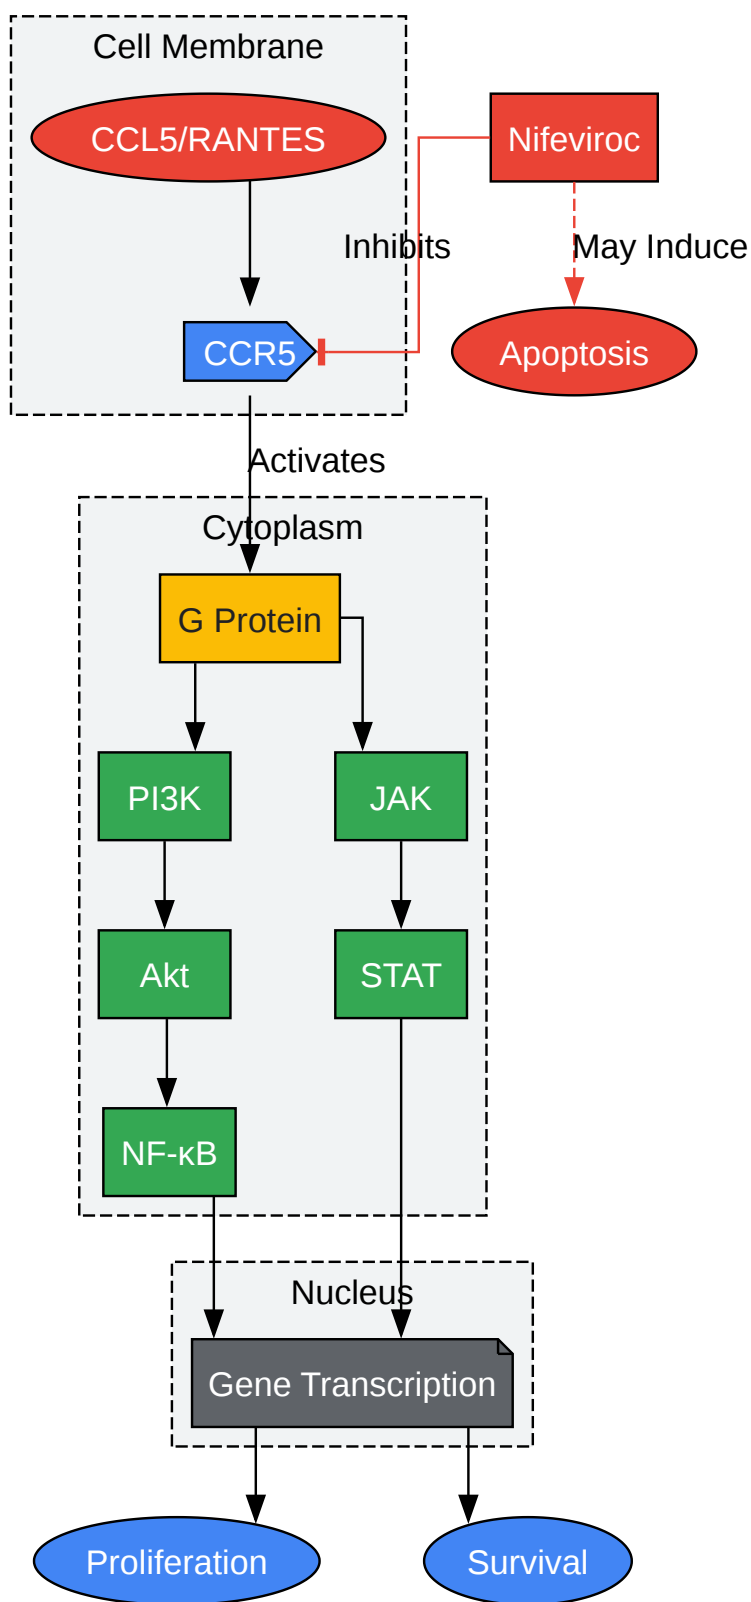 Cell Membrane
CCL5/RANTES
Nifeviroc
Inhibits
May Induce
CCR5
Apoptosis
Activates
Cytoplasm
G Protein
PI3K
JAK
Akt
STAT
NF-κB
Nucleus
Gene Transcription
Proliferation
Survival